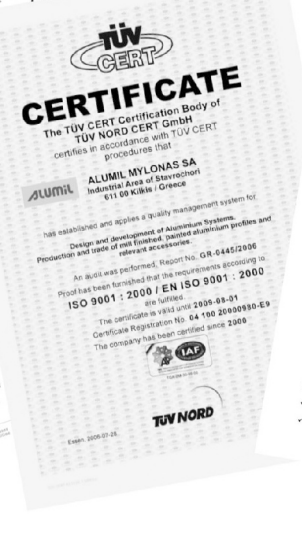 TÜV
CERT
CERTIFICATE
The TÜV CERT Certification Body of
TÜV NORD CERT GmbH
certifies in accordance with TÜV CERT
procedures that
ALUMIL
ALUMIL MYLONAS SA
Industrial Area of Stavrochori
611 00 Kilkis / Greece
has established and applies a quality management system for
Design and development of Aluminium Systems.
Production and trade of mill finished, painted aluminium profiles and
relevant accessories.
An audit was performed, Report No. GR-0445/2006
Proof has been furnished that the requirements according to
ISO 9001 : 2000 / EN ISO 9001 : 2000
are fulfilled.
The certificate is valid until 2009-08-01
Certificate Registration No. 04 100 20000980-E9
The company has been certified since 2000
IAF
TÜV NORD
Essen, 2006-07-25